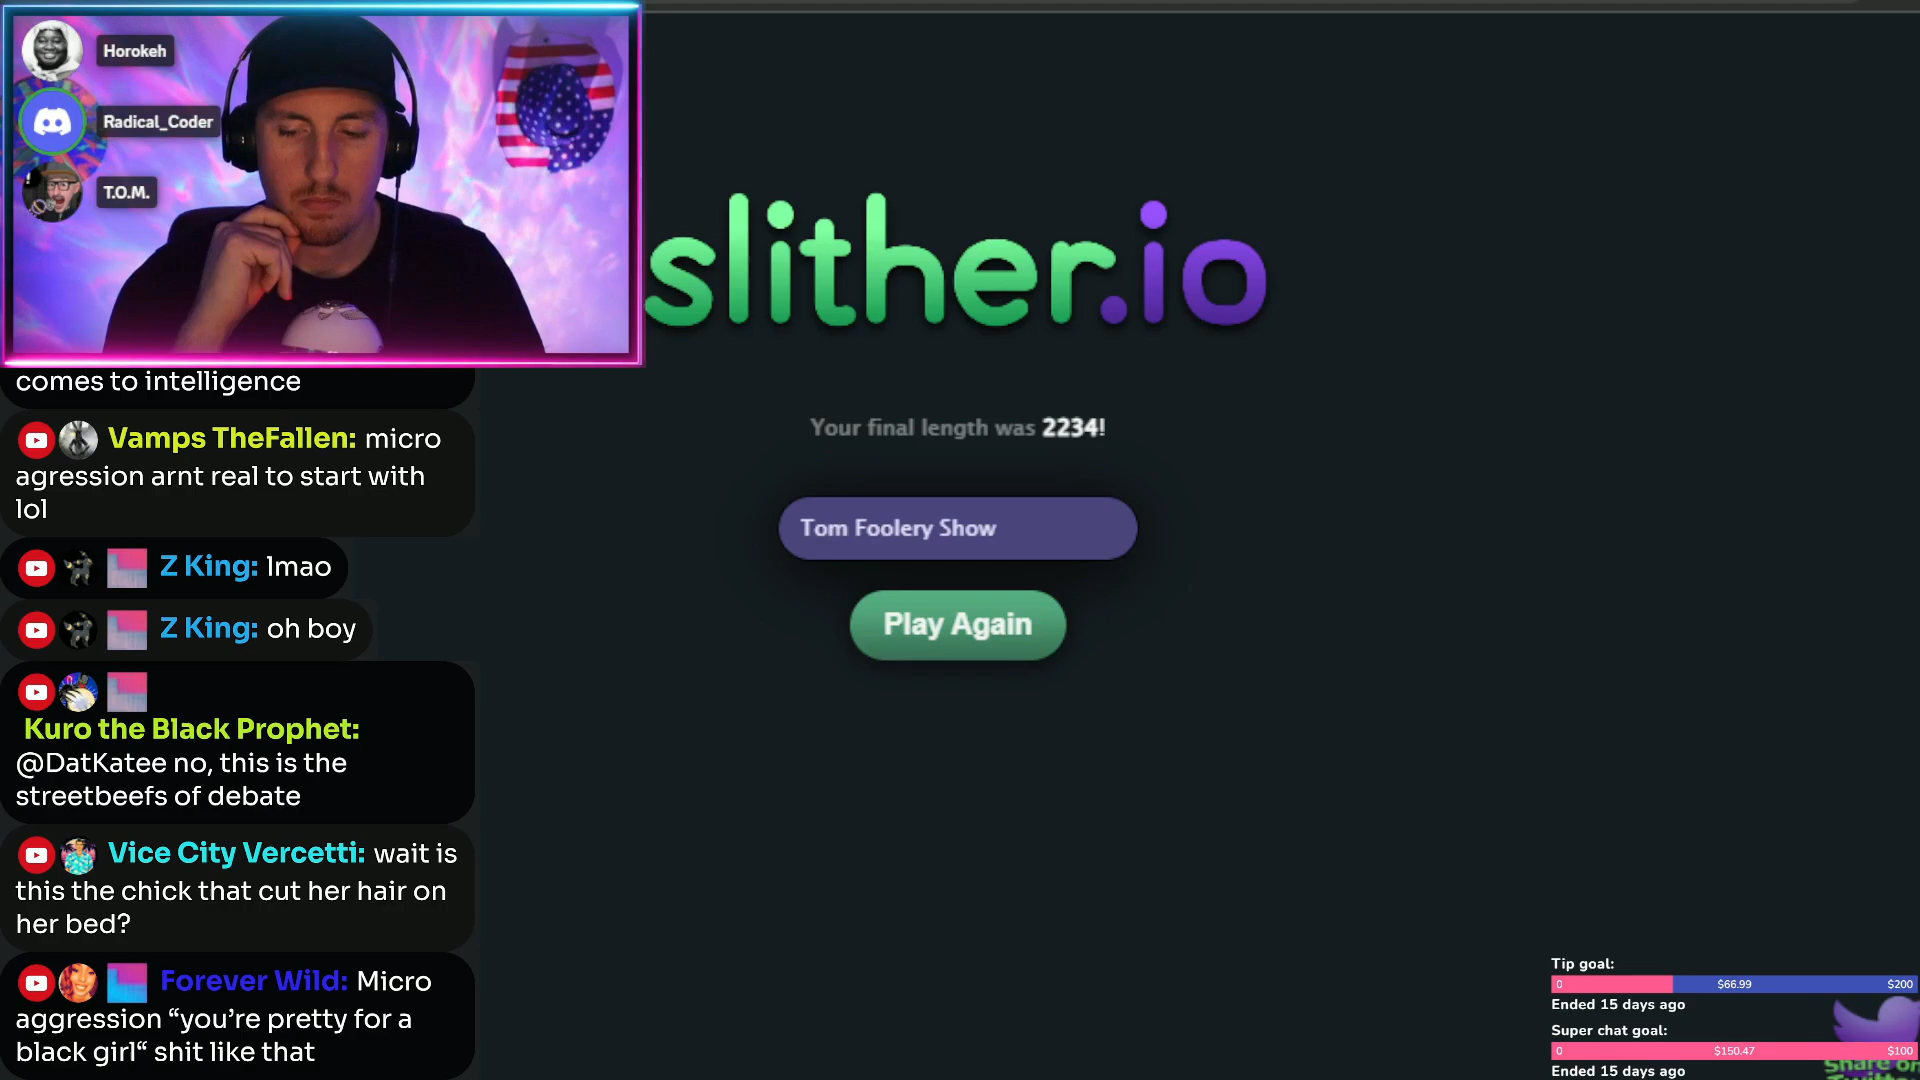 Horokeh
Radical_Coder
T.O.M.
comes to intelligence
Vamps TheFallen: micro
agression arnt real to start with
lol
Z King: lmao
Z King: oh boy
Kuro the Black Prophet:
@DatKatee no, this is the
streetbeefs of debate
Vice City Vercetti: wait is
this the chick that cut her hair on
her bed?
Forever Wild: Micro
aggression “you’re pretty for a
black girl“ shit like that
slither.io
Your final length was 2234!
Tom Foolery Show
Play Again
Tip goal:
0 $66.99 $200
Ended 15 days ago
Super chat goal:
0 $150.47 $100
Ended 15 days ago
Share on